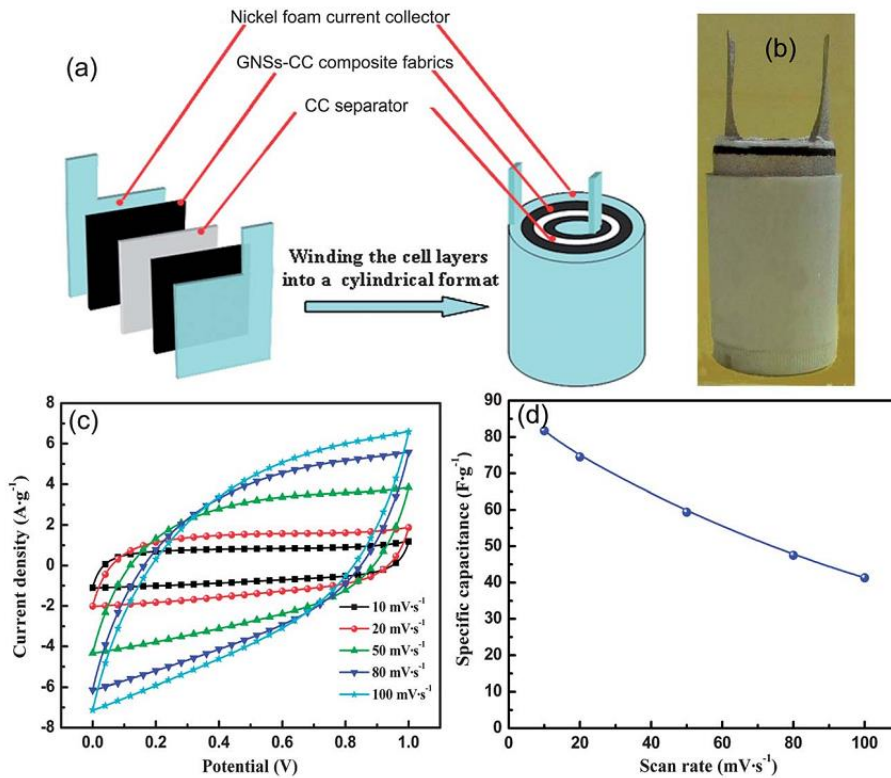 Nickel foam current collector
(a)
GNSs-CC composite fabrics
CC separator
Winding the cell layers
into a cylindrical format
(b)
(c)
8
6
4
2
0
-2
-4
-6
-8
Current density (A·g⁻¹)
0.0 0.2 0.4 0.6 0.8 1.0
Potential (V)
10 mV·s⁻¹
20 mV·s⁻¹
50 mV·s⁻¹
80 mV·s⁻¹
100 mV·s⁻¹
(d)
90
80
70
60
50
40
30
20
10
0
Specific capacitance (F·g⁻¹)
0 20 40 60 80 100
Scan rate (mV·s⁻¹)